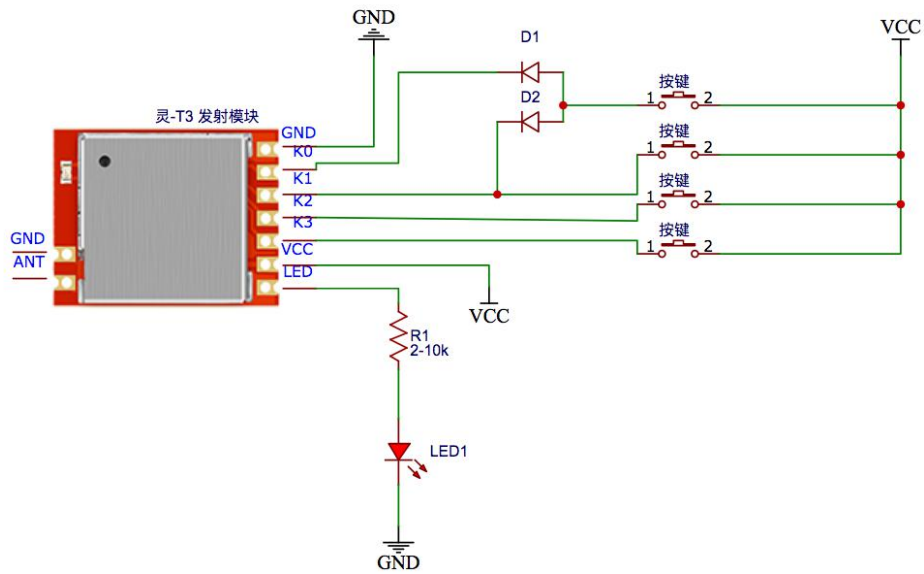 GND
VCC
D1
按键
1 2
D2
灵-T3 发射模块
GND
K0
按键
1 2
K1
K2
按键
1 2
K3
按键
1 2
GND
VCC
ANT
LED
VCC
R1
2-10k
LED1
GND